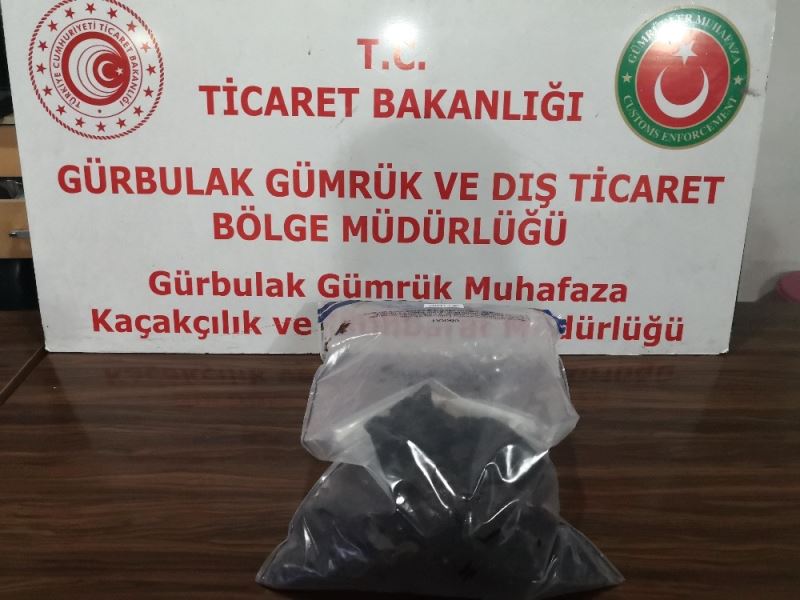 TÜRKİYE CUMHURİYETİ TİCARET BAKANLIĞI
T.C.
GÜMRÜKLER MUHAFAZA
CUSTOMS ENFORCEMENT
TİCARET BAKANLIĞI
GÜRBULAK GÜMRÜK VE DIŞ TİCARET
BÖLGE MÜDÜRLÜĞÜ
Gürbulak Gümrük Muhafaza
Kaçakçılık ve